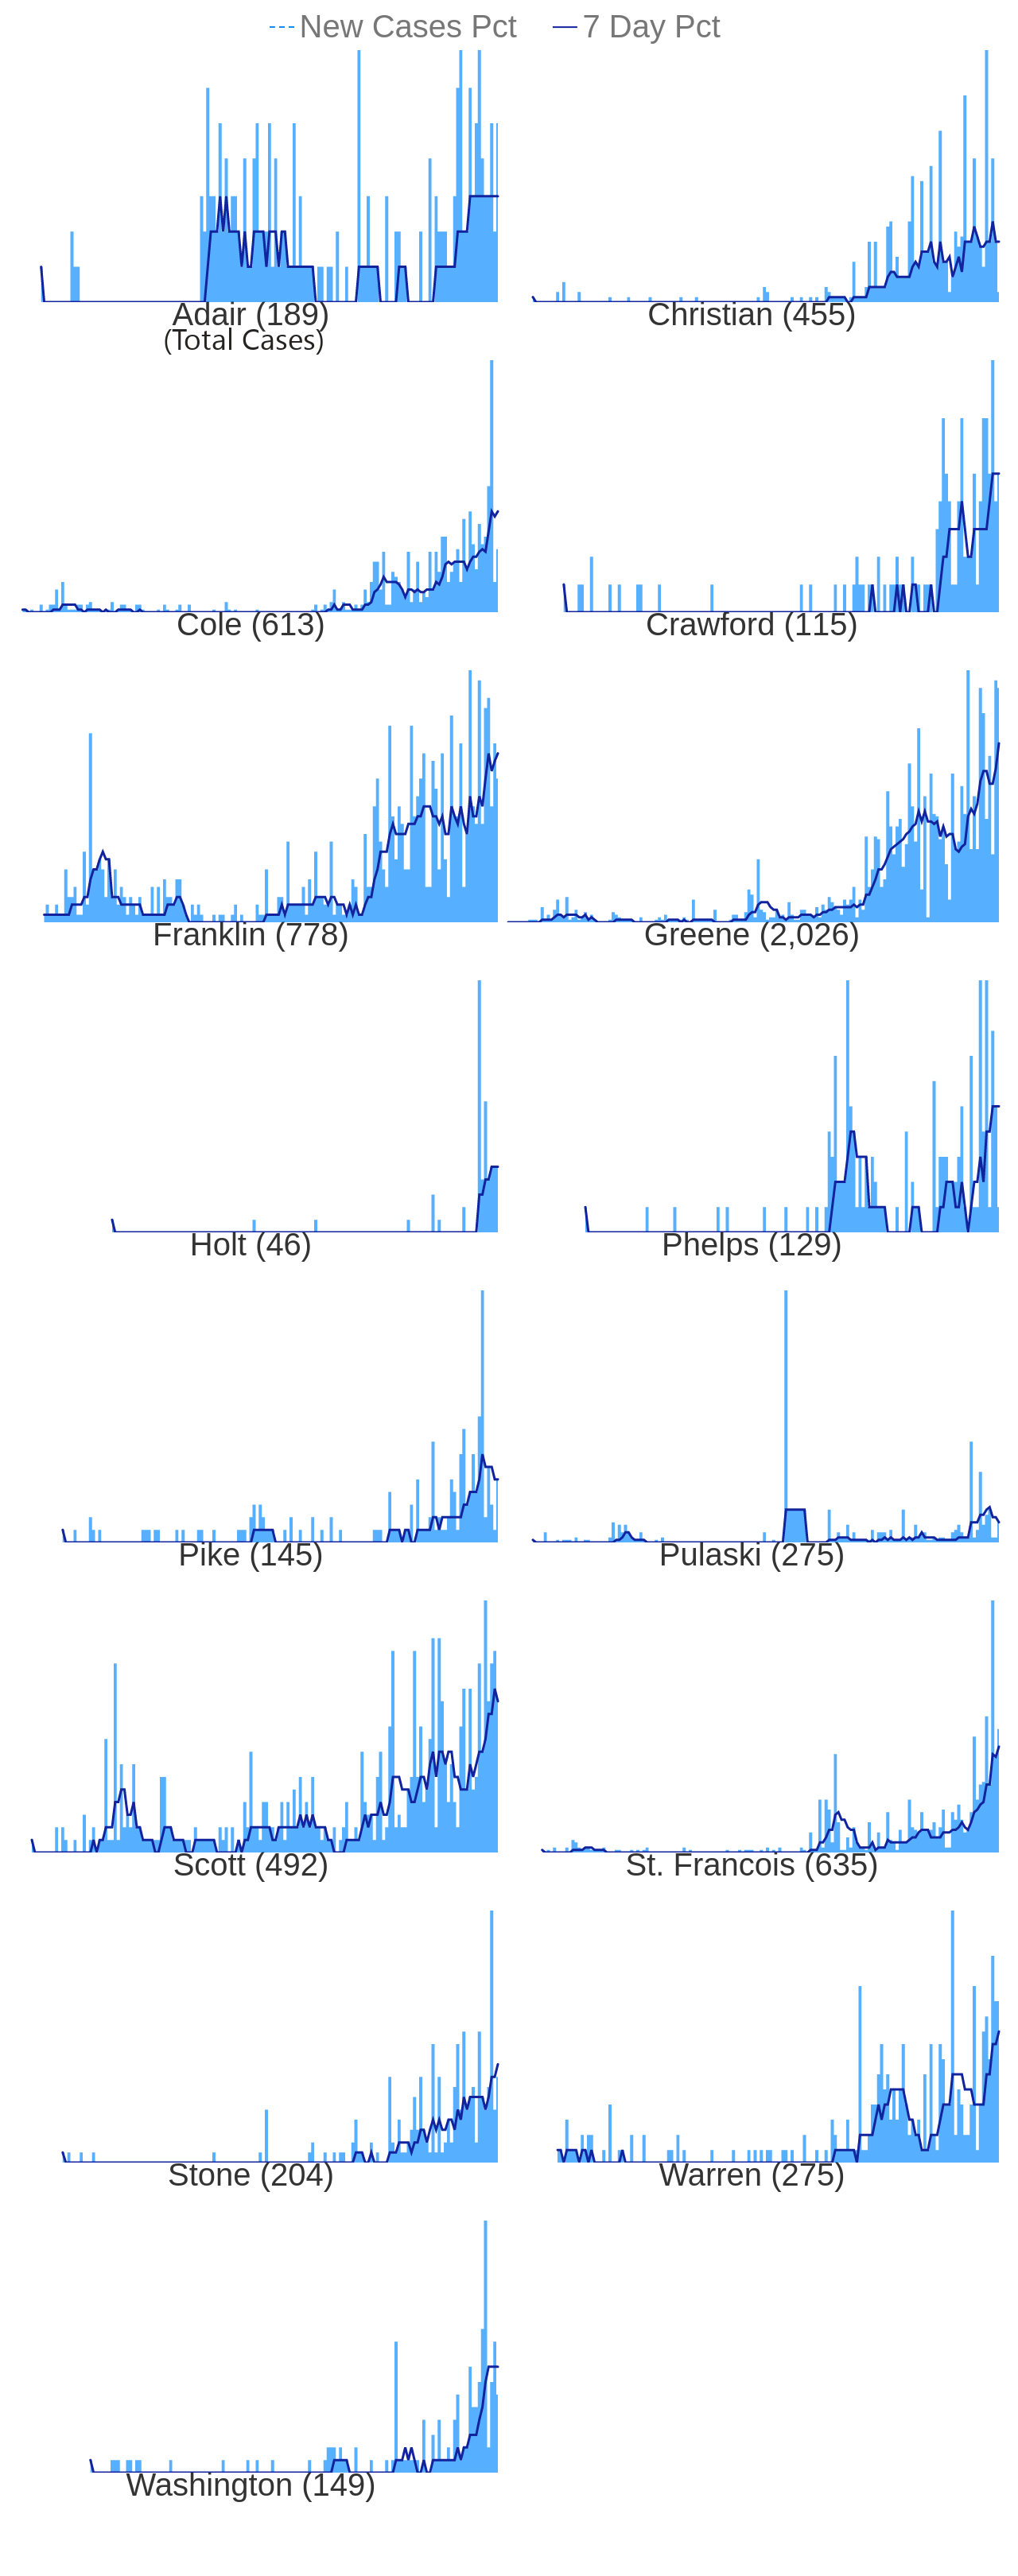 New Cases Pct 7 Day Pct
Adair (189) Christian (455)
(Total Cases)
Cole (613) Crawford (115)
Franklin (778) Greene (2,026)
Holt (46) Phelps (129)
Pike (145) Pulaski (275)
Scott (492) St. Francois (635)
Stone (204) Warren (275)
Washington (149)